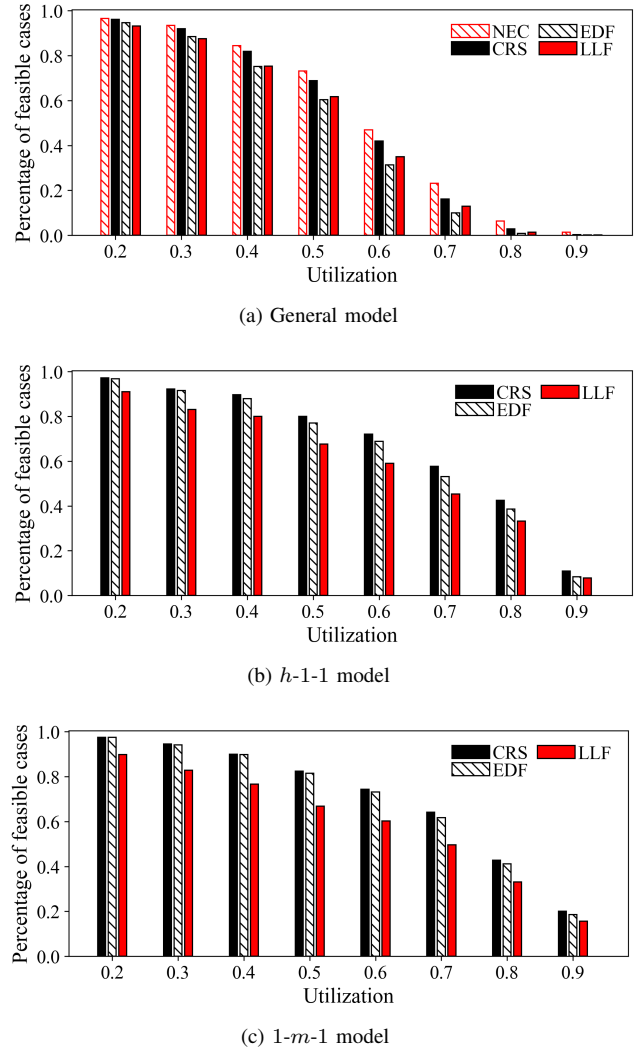 Percentage of feasible cases
1.0
0.8
0.6
0.4
0.2
0.0
NEC EDF
CRS LLF
0.2 0.3 0.4 0.5 0.6 0.7 0.8 0.9
Utilization
(a) General model
Percentage of feasible cases
1.0
0.8
0.6
0.4
0.2
0.0
CRS LLF
EDF
0.2 0.3 0.4 0.5 0.6 0.7 0.8 0.9
Utilization
(b) h-1-1 model
Percentage of feasible cases
1.0
0.8
0.6
0.4
0.2
0.0
CRS LLF
EDF
0.2 0.3 0.4 0.5 0.6 0.7 0.8 0.9
Utilization
(c) 1-m-1 model